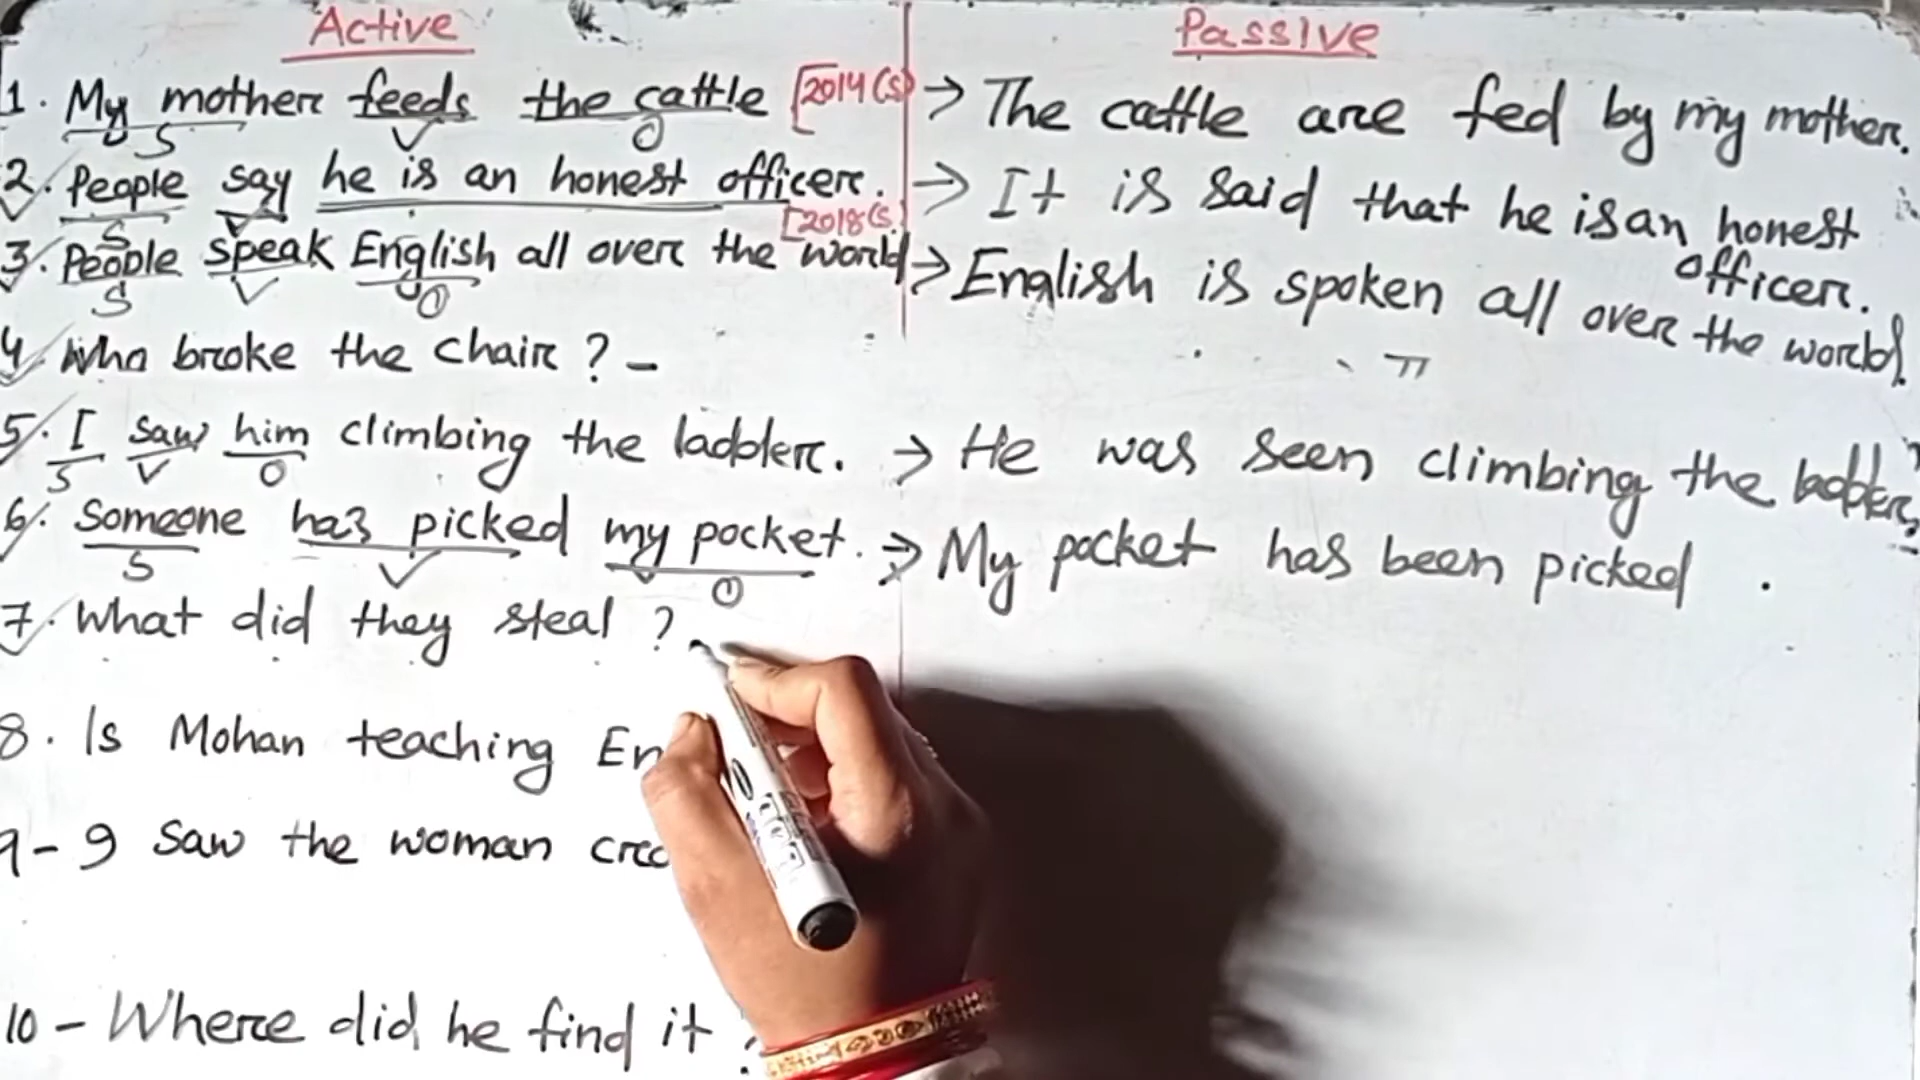 Active
Passive
1. My mother feeds the cattle [2014(S) → The cattle are fed by my mother.
S V O
2. People say he is an honest officer. → It is said that he is an honest officer.
S V [2018(S)
3. People speak English all over the world → English is spoken all over the world.
S V O
4. Who broke the chair ? -
5. I saw him climbing the ladder. → He was seen climbing the ladder.
S V O
6. Someone has picked my pocket. → My pocket has been picked .
S V O
7. What did they steal ?
8. Is Mohan teaching En
9 - 9 Saw the woman
10 - Where did he find it ?